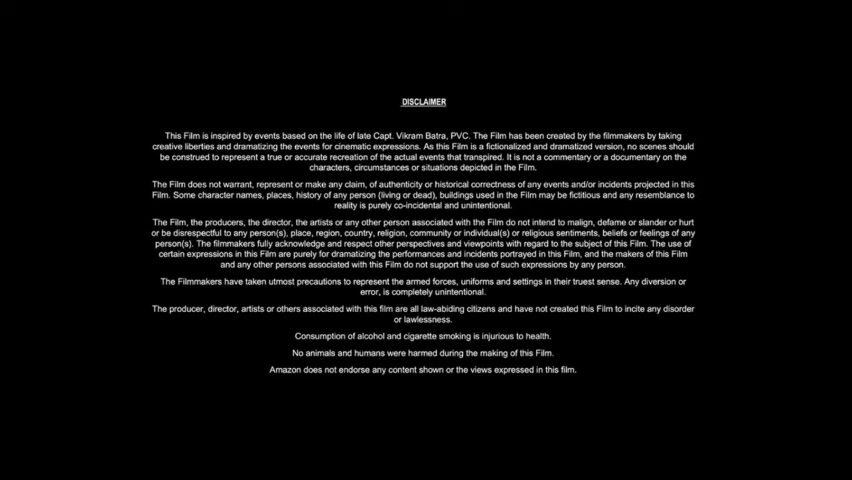 DISCLAIMER
This Film is inspired by events based on the life of late Capt. Vikram Batra, PVC. The Film has been created by the filmmakers by taking
creative liberties and dramatizing the events for cinematic expressions. As this Film is a fictionalized and dramatized version, no scenes should
be construed to represent a true or accurate recreation of the actual events that transpired. It is not a commentary or a documentary on the
characters, circumstances or situations depicted in the Film.
The Film does not warrant, represent or make any claim, of authenticity or historical correctness of any events and/or incidents projected in this
Film. Some character names, places, history of any person (living or dead), buildings used in the Film may be fictitious and any resemblance to
reality is purely co-incidental and unintentional.
The Film, the producers, the director, the artists or any other person associated with the Film do not intend to malign, defame or slander or hurt
or be disrespectful to any person(s), place, region, country, religion, community or individual(s) or religious sentiments, beliefs or feelings of any
person(s). The filmmakers fully acknowledge and respect other perspectives and viewpoints with regard to the subject of this Film. The use of
certain expressions in this Film are purely for dramatizing the performances and incidents portrayed in this Film, and the makers of this Film
and any other persons associated with this Film do not support the use of such expressions by any person.
The Filmmakers have taken utmost precautions to represent the armed forces, uniforms and settings in their truest sense. Any diversion or
error, is completely unintentional.
The producer, director, artists or others associated with this film are all law-abiding citizens and have not created this Film to incite any disorder
or lawlessness.
Consumption of alcohol and cigarette smoking is injurious to health.
No animals and humans were harmed during the making of this Film.
Amazon does not endorse any content shown or the views expressed in this film.